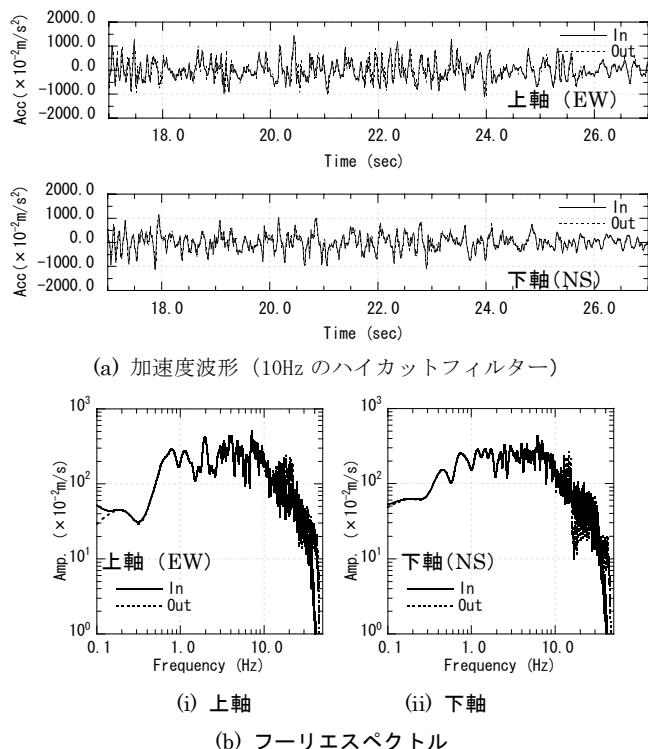 Acc(×10⁻²m/s²)
2000.0
1000.0
0.0
-1000.0
-2000.0
In
Out
上軸 (EW)
18.0 20.0 22.0 24.0 26.0
Time (sec)
Acc(×10⁻²m/s²)
2000.0
1000.0
0.0
-1000.0
-2000.0
In
Out
下軸(NS)
18.0 20.0 22.0 24.0 26.0
Time (sec)
(a) 加速度波形 (10Hz のハイカットフィルター)
Amp. (×10⁻²m/s)
10³
10²
10¹
10⁰
上軸 (EW)
In
Out
0.1 1.0 10.0
Frequency (Hz)
(i) 上軸
Amp. (×10⁻²m/s)
10³
10²
10¹
10⁰
下軸(NS)
In
Out
0.1 1.0 10.0
Frequency (Hz)
(ii) 下軸
(b) フーリエスペクトル